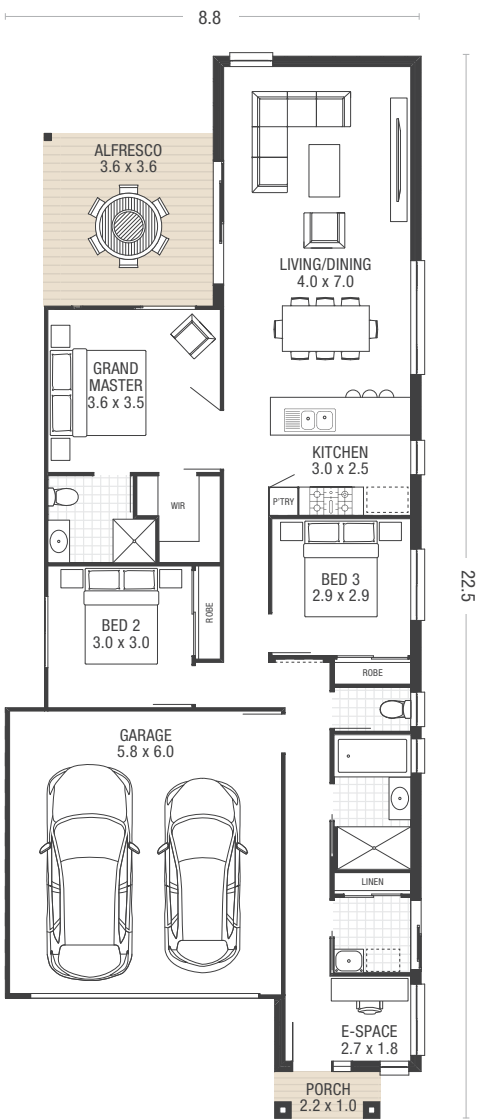 8.8
ALFRESCO
3.6 x 3.6
LIVING/DINING
4.0 x 7.0
GRAND
MASTER
3.6 x 3.5
KITCHEN
3.0 x 2.5
P'TRY
WIR
BED 3
2.9 x 2.9
22.5
BED 2
3.0 x 3.0
ROBE
ROBE
GARAGE
5.8 x 6.0
LINEN
E-SPACE
2.7 x 1.8
PORCH
2.2 x 1.0